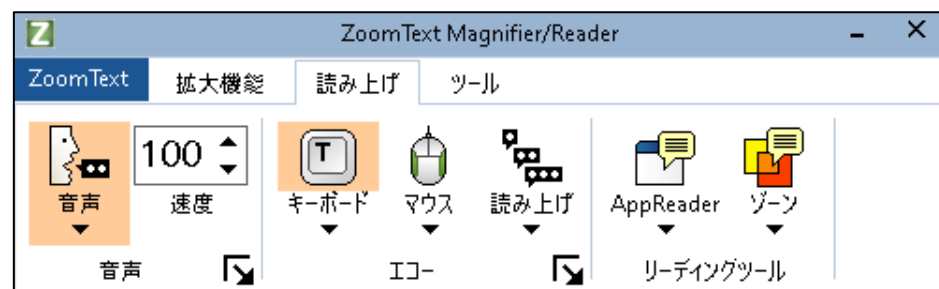 ZoomText Magnifier/Reader
ZoomText 拡大機能 読み上げ ツール
100
音声 速度 キーボード マウス 読み上げ AppReader ゾーン
音声 エコー リーディングツール